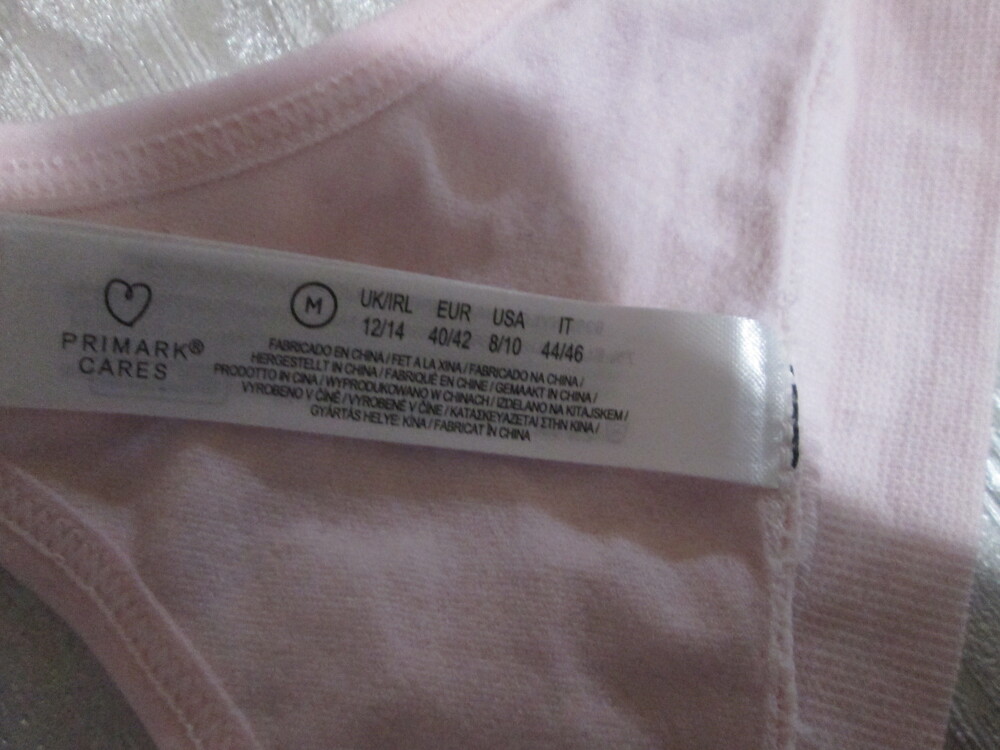 PRIMARK®
CARES
M
UK/IRL EUR USA IT
12/14 40/42 8/10 44/46
FABRICADO EN CHINA / FET A LA XINA / FABRICADO NA CHINA /
HERGESTELLT IN CHINA / FABRIQUÉ EN CHINE / GEMAAKT IN CHINA /
PRODOTTO IN CINA / WYPRODUKOWANO W CHINACH / IZDELANO NA KITAJSKEM /
VYROBENO V ČÍNĚ / VYROBENÉ V ČÍNE / ΚΑΤΑΣΚΕΥΑΖΕΤΑΙ ΣΤΗΝ ΚΙΝΑ /
GYÁRTÁS HELYE: KÍNA / FABRICAT ÎN CHINA